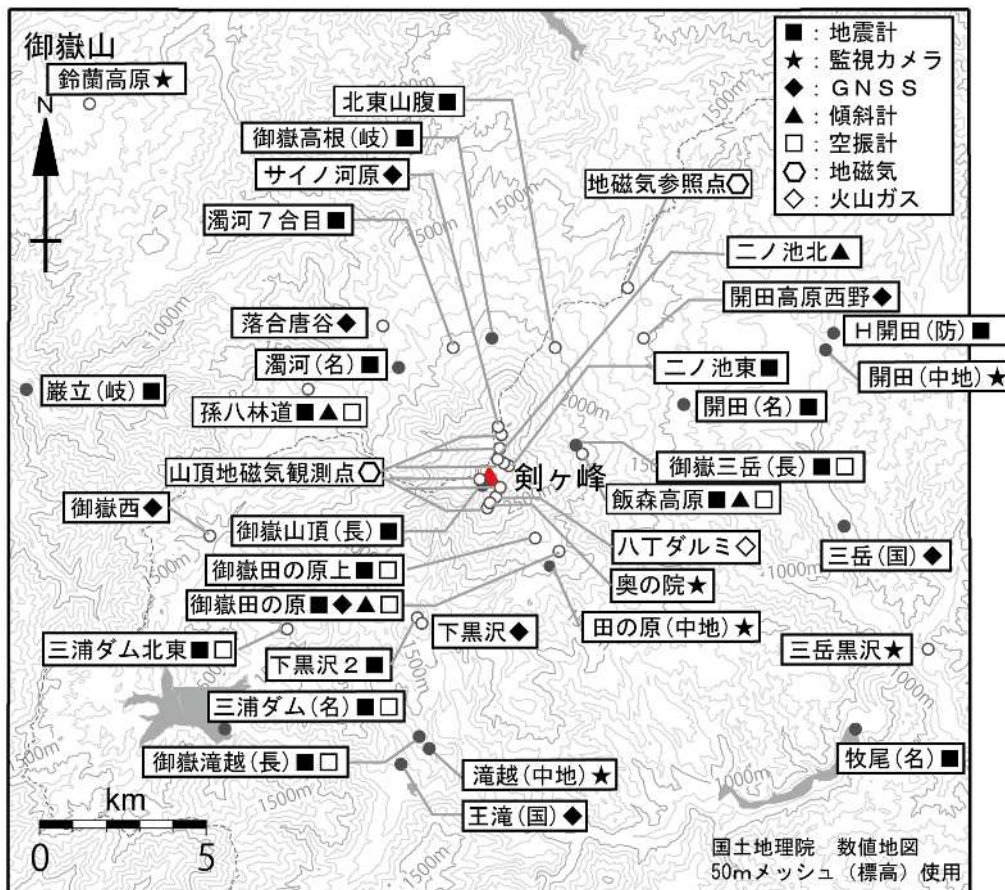 御嶽山
鈴蘭高原★
N
■：地震計
★：監視カメラ
◆：ＧＮＳＳ
▲：傾斜計
□：空振計
⬡：地磁気
◇：火山ガス
北東山腹■
御嶽高根(岐)■
サイノ河原◆
地磁気参照点⬡
濁河７合目■
二ノ池北▲
開田高原西野◆
落合唐谷◆
Ｈ開田(防)■
濁河(名)■
二ノ池東■
開田(中地)★
巌立(岐)■
孫八林道■▲□
開田(名)■
山頂地磁気観測点⬡
剣ヶ峰
御嶽三岳(長)■□
御嶽西◆
飯森高原■▲□
御嶽山頂(長)■
八丁ダルミ◇
三岳(国)◆
御嶽田の原上■□
奥の院★
御嶽田の原■◆▲□
田の原(中地)★
下黒沢◆
三浦ダム北東■□
下黒沢２■
三岳黒沢★
三浦ダム(名)■□
御嶽滝越(長)■□
滝越(中地)★
牧尾(名)■
王滝(国)◆
km
0 5
国土地理院　数値地図
50mメッシュ（標高）使用
1500m
1500m
500m
1000m
2000m
1000m
1500m
1000m
1500m
1500m
1000m
1500m